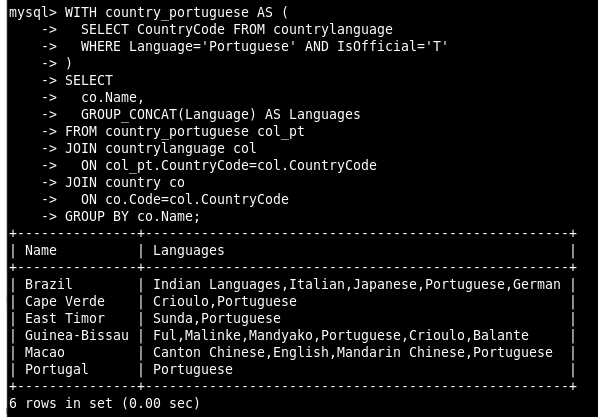 mysql> WITH country_portuguese AS (
    ->   SELECT CountryCode FROM countrylanguage
    ->   WHERE Language='Portuguese' AND IsOfficial='T'
    -> )
    -> SELECT
    ->   co.Name,
    ->   GROUP_CONCAT(Language) AS Languages
    -> FROM country_portuguese col_pt
    -> JOIN countrylanguage col
    ->   ON col_pt.CountryCode=col.CountryCode
    -> JOIN country co
    ->   ON co.Code=col.CountryCode
    -> GROUP BY co.Name;
+---------------+-----------------------------------------------------+
| Name          | Languages                                           |
+---------------+-----------------------------------------------------+
| Brazil        | Indian Languages,Italian,Japanese,Portuguese,German |
| Cape Verde    | Crioulo,Portuguese                                  |
| East Timor    | Sunda,Portuguese                                    |
| Guinea-Bissau | Ful,Malinke,Mandyako,Portuguese,Crioulo,Balante     |
| Macao         | Canton Chinese,English,Mandarin Chinese,Portuguese  |
| Portugal      | Portuguese                                          |
+---------------+-----------------------------------------------------+
6 rows in set (0.00 sec)